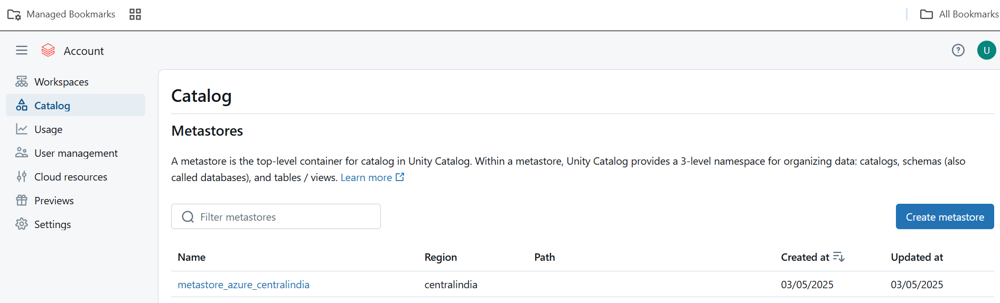 Managed Bookmarks
All Bookmarks
Account
U
Workspaces
Catalog
Usage
User management
Cloud resources
Previews
Settings
Catalog
Metastores
A metastore is the top-level container for catalog in Unity Catalog. Within a metastore, Unity Catalog provides a 3-level namespace for organizing data: catalogs, schemas (also
called databases), and tables / views. Learn more
Filter metastores
Create metastore
Name Region Path Created at Updated at
metastore_azure_centralindia centralindia 03/05/2025 03/05/2025